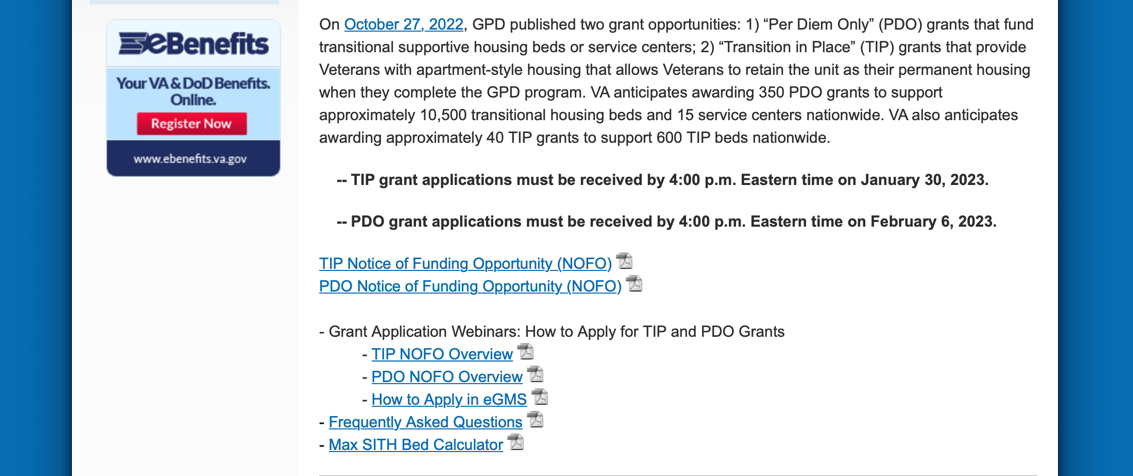 eBenefits
Your VA & DoD Benefits.
Online.
Register Now
www.ebenefits.va.gov
On October 27, 2022, GPD published two grant opportunities: 1) “Per Diem Only” (PDO) grants that fund
transitional supportive housing beds or service centers; 2) “Transition in Place” (TIP) grants that provide
Veterans with apartment-style housing that allows Veterans to retain the unit as their permanent housing
when they complete the GPD program. VA anticipates awarding 350 PDO grants to support
approximately 10,500 transitional housing beds and 15 service centers nationwide. VA also anticipates
awarding approximately 40 TIP grants to support 600 TIP beds nationwide.
-- TIP grant applications must be received by 4:00 p.m. Eastern time on January 30, 2023.
-- PDO grant applications must be received by 4:00 p.m. Eastern time on February 6, 2023.
TIP Notice of Funding Opportunity (NOFO)
PDO Notice of Funding Opportunity (NOFO)
- Grant Application Webinars: How to Apply for TIP and PDO Grants
- TIP NOFO Overview
- PDO NOFO Overview
- How to Apply in eGMS
- Frequently Asked Questions
- Max SITH Bed Calculator